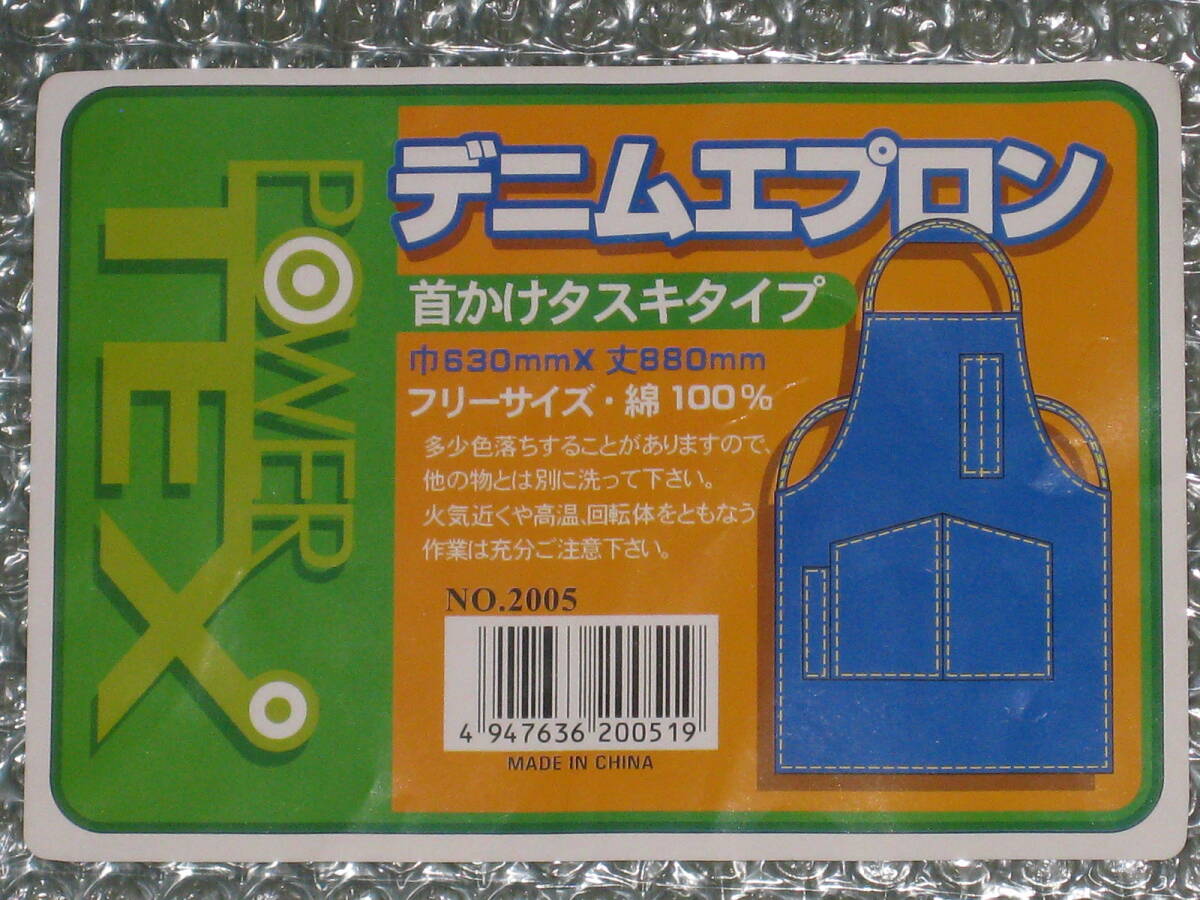 POWER
TEX
デニムエプロン
首かけタスキタイプ
巾630mmX 丈880mm
フリーサイズ・綿 100%
多少色落ちすることがありますので、
他の物とは別に洗って下さい。
火気近くや高温、回転体をともなう
作業は充分ご注意下さい。
NO.2005
4 947636 200519
MADE IN CHINA